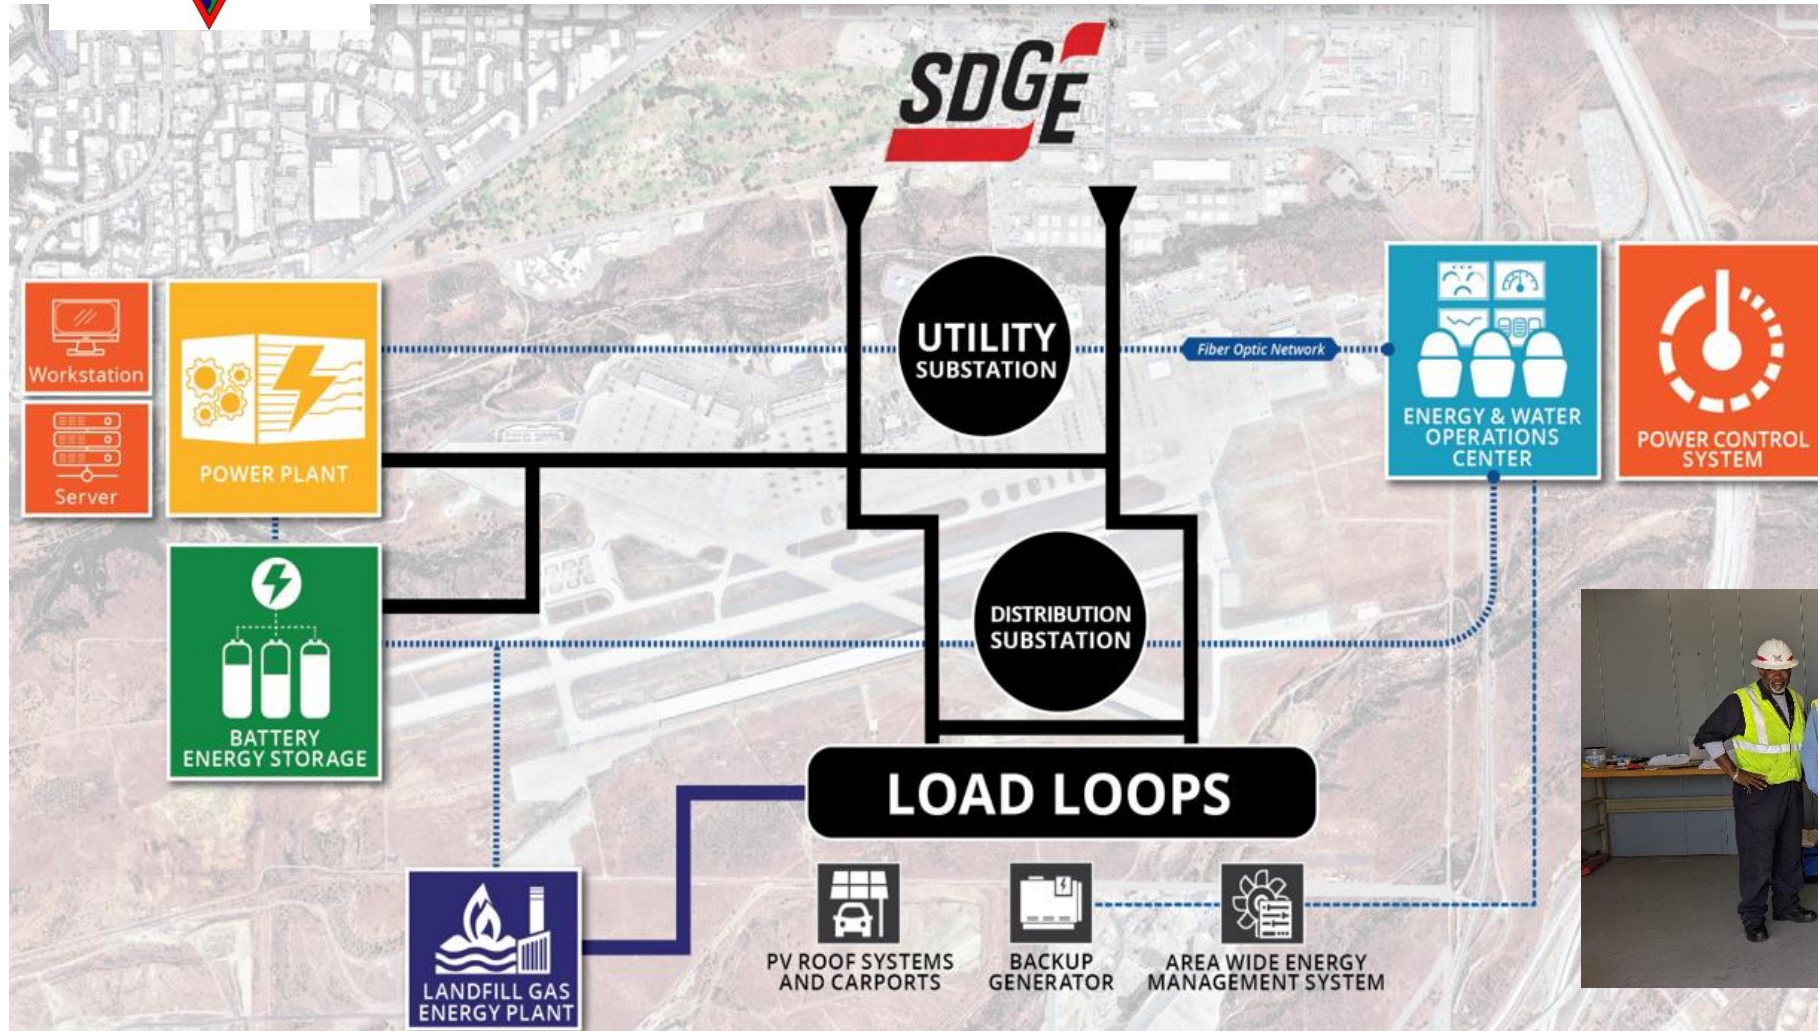 SDGE®
UTILITY
SUBSTATION
Fiber Optic Network
Workstation
Server
POWER PLANT
ENERGY & WATER
OPERATIONS
CENTER
POWER CONTROL
SYSTEM
BATTERY
ENERGY STORAGE
DISTRIBUTION
SUBSTATION
LOAD LOOPS
LANDFILL GAS
ENERGY PLANT
PV ROOF SYSTEMS
AND CARPORTS
BACKUP
GENERATOR
AREA WIDE ENERGY
MANAGEMENT SYSTEM